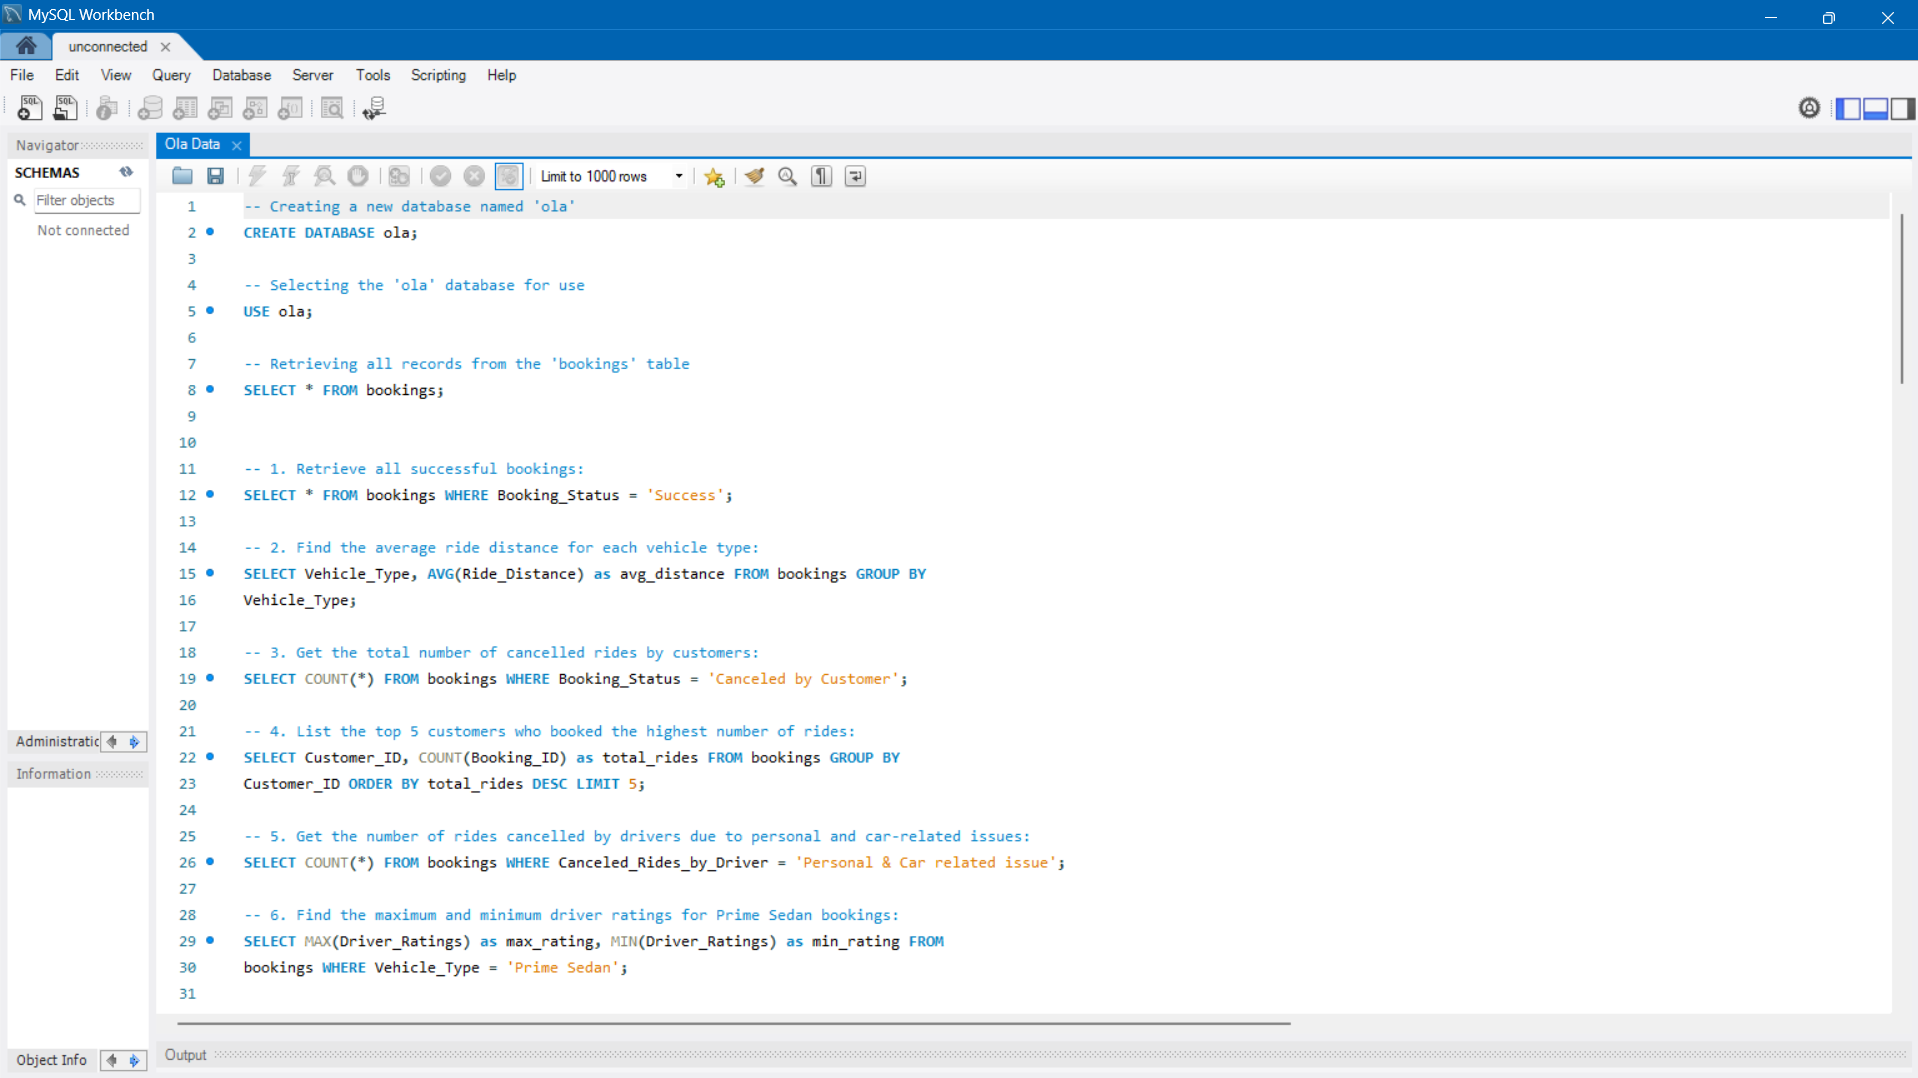 MySQL Workbench
unconnected
File Edit View Query Database Server Tools Scripting Help
Navigator
SCHEMAS
Filter objects
Not connected
Administratic
Information
Object Info
Ola Data
Limit to 1000 rows
1 -- Creating a new database named 'ola'
2 CREATE DATABASE ola;
3
4 -- Selecting the 'ola' database for use
5 USE ola;
6
7 -- Retrieving all records from the 'bookings' table
8 SELECT * FROM bookings;
9
10
11 -- 1. Retrieve all successful bookings:
12 SELECT * FROM bookings WHERE Booking_Status = 'Success';
13
14 -- 2. Find the average ride distance for each vehicle type:
15 SELECT Vehicle_Type, AVG(Ride_Distance) as avg_distance FROM bookings GROUP BY
16 Vehicle_Type;
17
18 -- 3. Get the total number of cancelled rides by customers:
19 SELECT COUNT(*) FROM bookings WHERE Booking_Status = 'Canceled by Customer';
20
21 -- 4. List the top 5 customers who booked the highest number of rides:
22 SELECT Customer_ID, COUNT(Booking_ID) as total_rides FROM bookings GROUP BY
23 Customer_ID ORDER BY total_rides DESC LIMIT 5;
24
25 -- 5. Get the number of rides cancelled by drivers due to personal and car-related issues:
26 SELECT COUNT(*) FROM bookings WHERE Canceled_Rides_by_Driver = 'Personal & Car related issue';
27
28 -- 6. Find the maximum and minimum driver ratings for Prime Sedan bookings:
29 SELECT MAX(Driver_Ratings) as max_rating, MIN(Driver_Ratings) as min_rating FROM
30 bookings WHERE Vehicle_Type = 'Prime Sedan';
31
Output